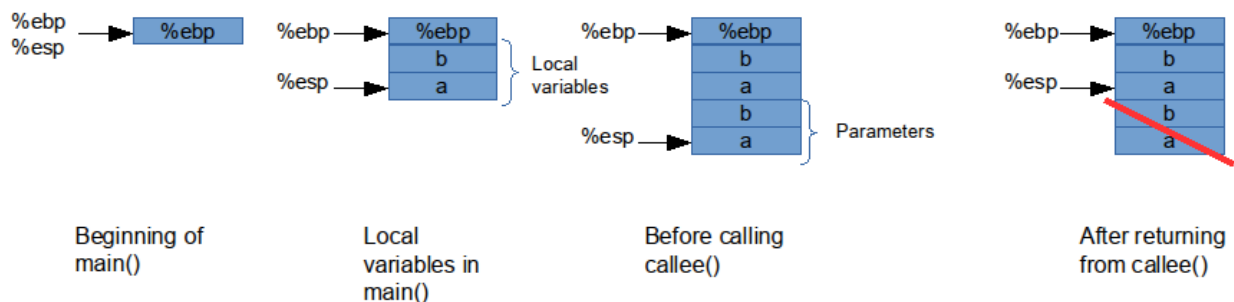 %ebp
%esp
%ebp
%ebp
%esp
%ebp
b
a
Local
variables
%ebp
%esp
%ebp
b
a
b
a
Parameters
%ebp
%esp
%ebp
b
a
b
a
Beginning of
main()
Local
variables in
main()
Before calling
callee()
After returning
from callee()